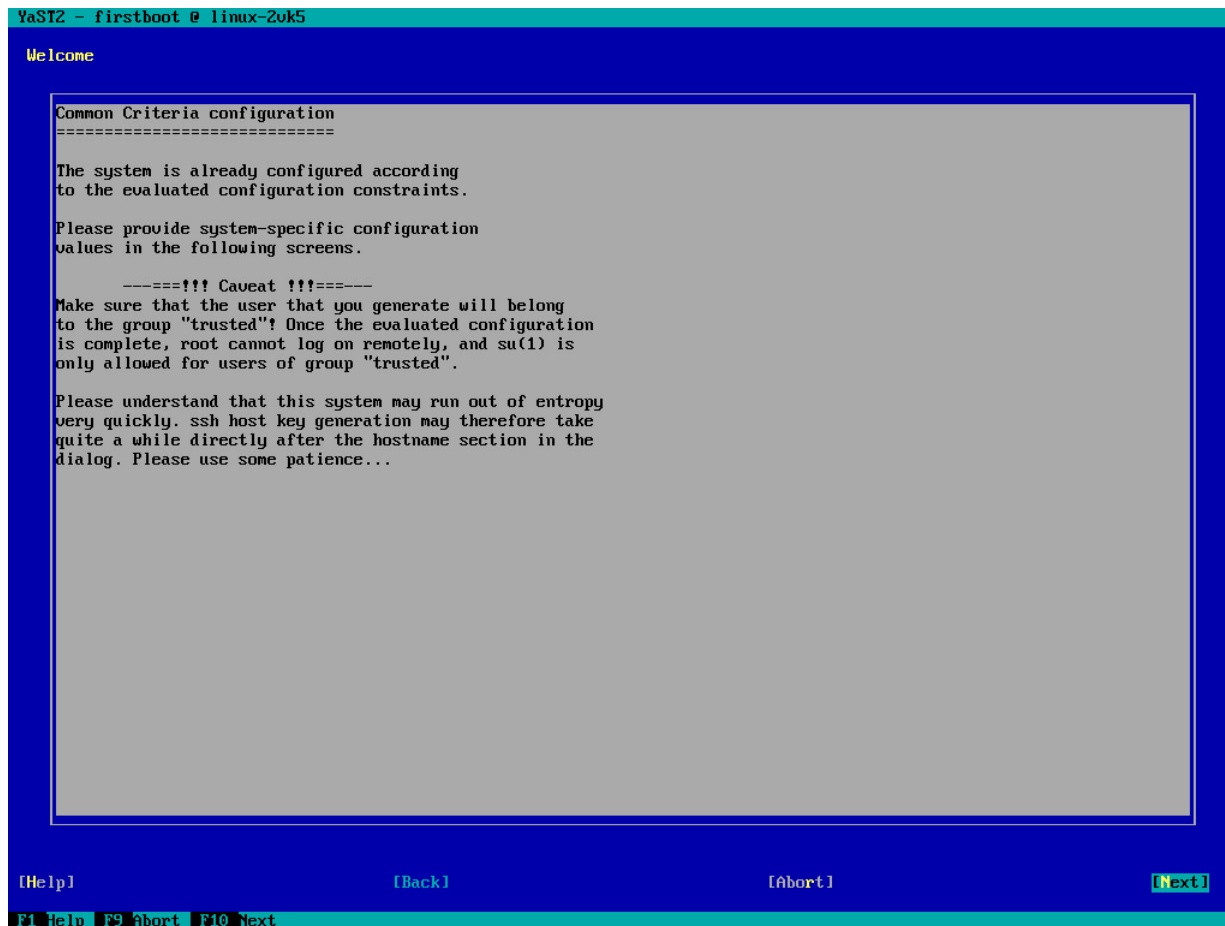 YaST2 - firstboot @ linux-2vk5
Welcome
Common Criteria configuration
=============================
The system is already configured according
to the evaluated configuration constraints.
Please provide system-specific configuration
values in the following screens.
---===!!! Caveat !!!===---
Make sure that the user that you generate will belong
to the group "trusted"! Once the evaluated configuration
is complete, root cannot log on remotely, and su(1) is
only allowed for users of group "trusted".
Please understand that this system may run out of entropy
very quickly. ssh host key generation may therefore take
quite a while directly after the hostname section in the
dialog. Please use some patience...
[Help] [Back] [Abort] [Next]
F1 Help F9 Abort F10 Next